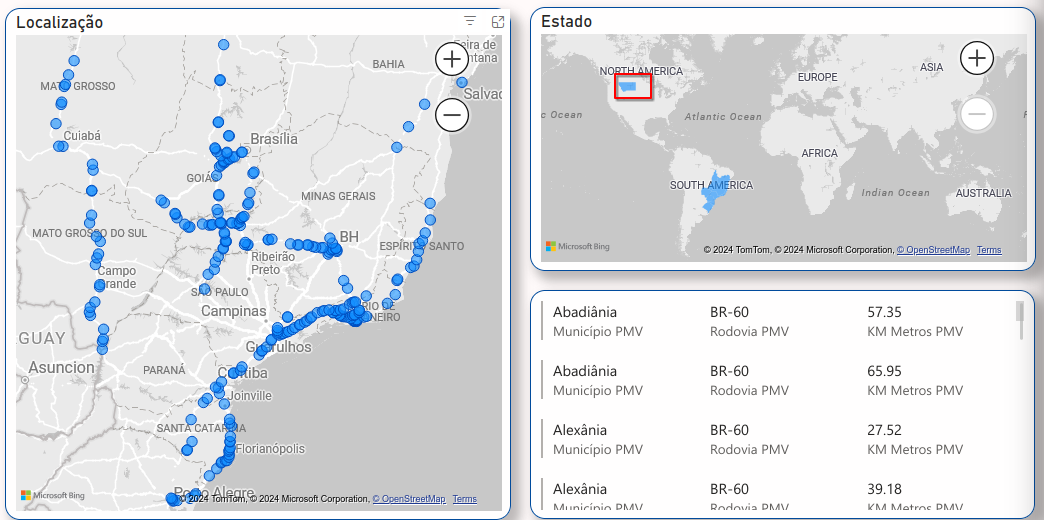 Localização
Feira de
Santana
BAHIA
MATO GROSSO
Salvad
Cuiabá
Brasília
GOIÁS
MINAS GERAIS
MATO GROSSO DO SUL
BH
ESPÍRITO SANTO
Campo
Grande
Ribeirão
Preto
SÃO PAULO
RIO DE
JANEIRO
Campinas
GUAY
Guarulhos
Asuncion
PARANÁ
Curitiba
Joinville
SANTA CATARINA
Florianópolis
Porto Alegre
Microsoft Bing
© 2024 TomTom, © 2024 Microsoft Corporation, © OpenStreetMap Terms
Estado
NORTH AMERICA
ASIA
EUROPE
c Ocean
Atlantic Ocean
AFRICA
SOUTH AMERICA
Indian Ocean
AUSTRALIA
Microsoft Bing
© 2024 TomTom, © 2024 Microsoft Corporation, © OpenStreetMap Terms
Abadiânia BR-60 57.35
Município PMV Rodovia PMV KM Metros PMV
Abadiânia BR-60 65.95
Município PMV Rodovia PMV KM Metros PMV
Alexânia BR-60 27.52
Município PMV Rodovia PMV KM Metros PMV
Alexânia BR-60 39.18
Município PMV Rodovia PMV KM Metros PMV